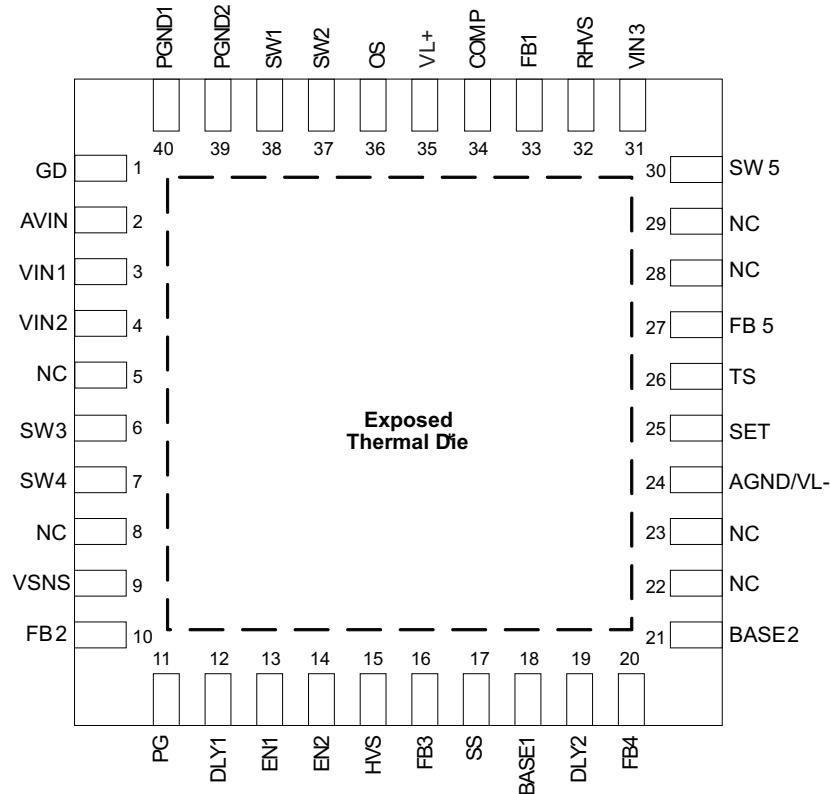 PGND1 PGND2 SW1 SW2 OS VL+ COMP FB1 RHVS VIN3
40 39 38 37 36 35 34 33 32 31
GD 1 30 SW 5
AVIN 2 29 NC
VIN1 3 28 NC
VIN2 4 27 FB 5
NC 5 26 TS
SW3 6 25 SET
Exposed
Thermal Die
SW4 7 24 AGND/VL-
NC 8 23 NC
VSNS 9 22 NC
FB2 10 21 BASE2
11 12 13 14 15 16 17 18 19 20
PG DLY1 EN1 EN2 HVS FB3 SS BASE1 DLY2 FB4